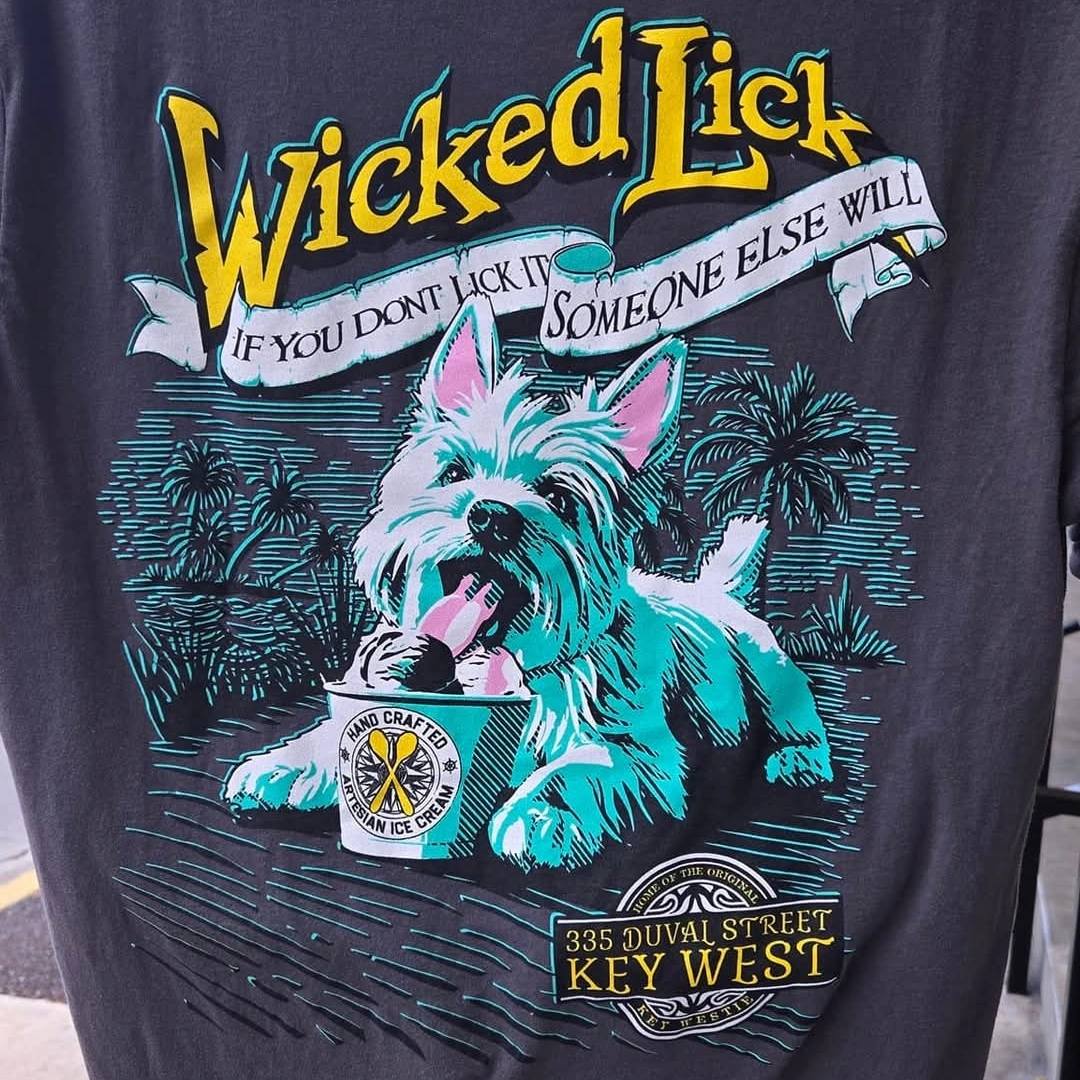 Wicked Lick
IF YOU DONT LICK IT
SOMEONE ELSE WILL
HAND CRAFTED
ARTESIAN ICE CREAM
HOME OF THE ORIGINAL
335 DUVAL STREET
KEY WEST
KEY WESTIE